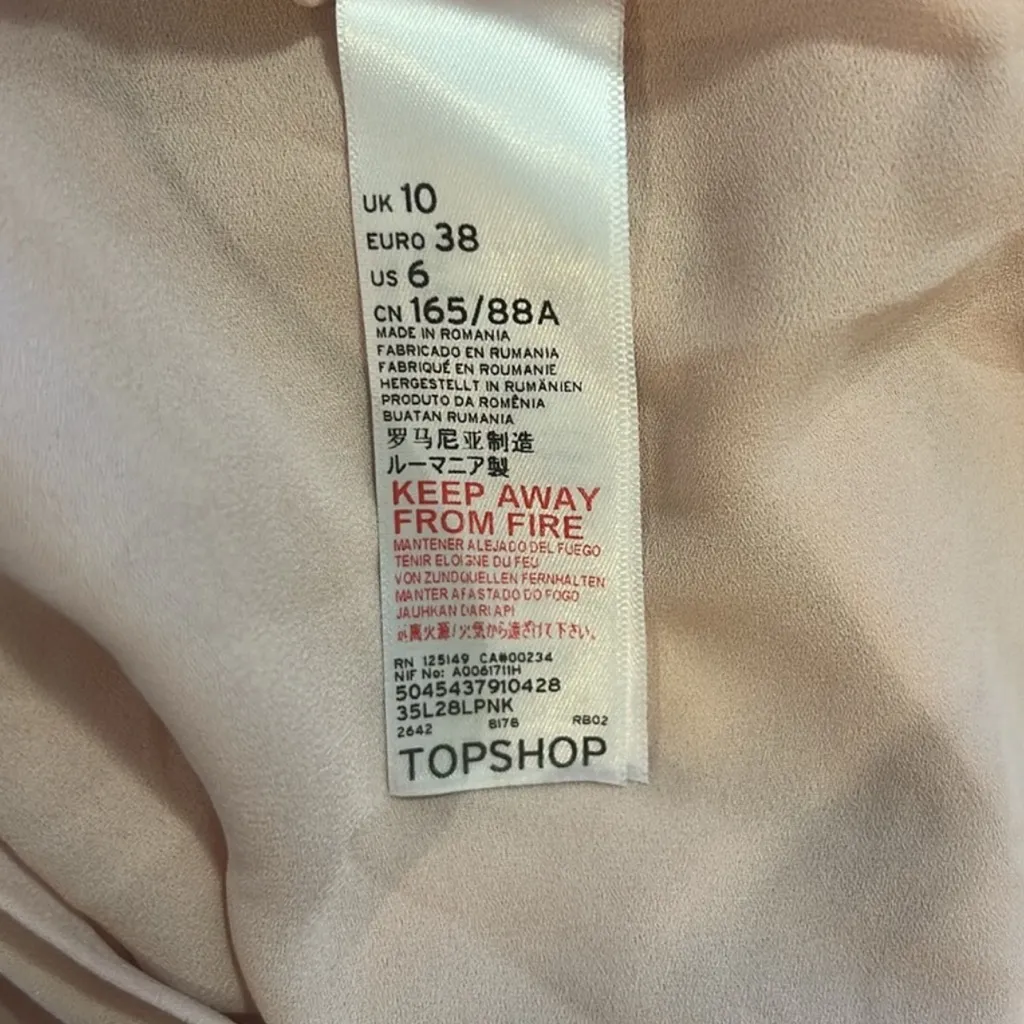 UK 10
EURO 38
US 6
CN 165/88A
MADE IN ROMANIA
FABRICADO EN RUMANIA
FABRIQUÉ EN ROUMANIE
HERGESTELLT IN RUMÄNIEN
PRODUTO DA ROMÊNIA
BUATAN RUMANIA
罗马尼亚制造
ルーマニア製
KEEP AWAY
FROM FIRE
MANTENER ALEJADO DEL FUEGO
TENIR ELOIGNE DU FEU
VON ZUNDQUELLEN FERNHALTEN
MANTER AFASTADO DO FOGO
JAUHKAN DARI API
离火源/火気から遠ざけて下さい。
RN 125149 CA#00234
NIF No: A0061711H
5045437910428
35L28LPNK
2642 8178 RB02
TOPSHOP